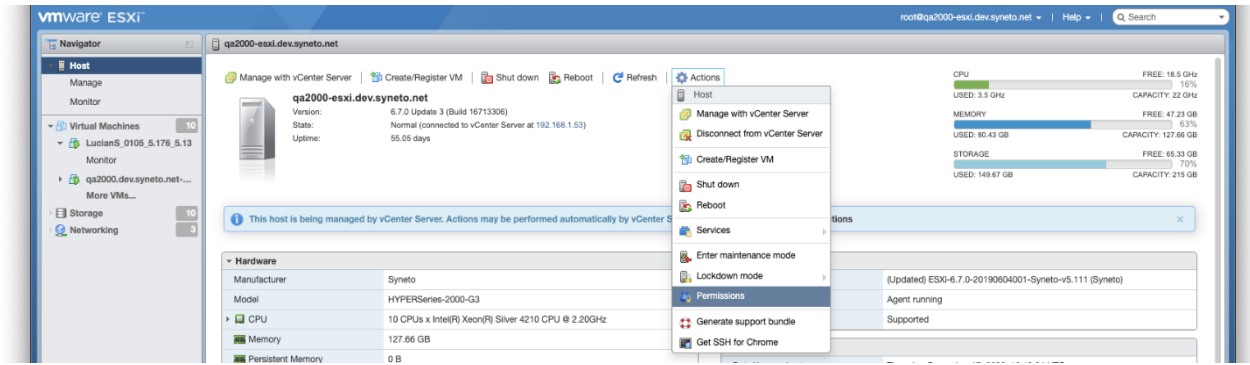 vmware ESXi™
root@qa2000-esxi.dev.syneto.net | Help | Search
Navigator
qa2000-esxi.dev.syneto.net
Host
Manage
Monitor
Virtual Machines 10
LucianS_0105_5.176_5.13
Monitor
qa2000.dev.syneto.net-...
More VMs...
Storage 10
Networking 3
Manage with vCenter Server | Create/Register VM | Shut down Reboot | Refresh | Actions
qa2000-esxi.dev.syneto.net
Version: 6.7.0 Update 3 (Build 16713306)
State: Normal (connected to vCenter Server at 192.168.1.53)
Uptime: 55.05 days
CPU FREE: 18.5 GHz
16%
USED: 3.5 GHz CAPACITY: 22 GHz
MEMORY FREE: 47.23 GB
63%
USED: 80.43 GB CAPACITY: 127.66 GB
STORAGE FREE: 65.33 GB
70%
USED: 149.67 GB CAPACITY: 215 GB
Host
Manage with vCenter Server
Disconnect from vCenter Server
Create/Register VM
Shut down
Reboot
Services
Enter maintenance mode
Lockdown mode
Permissions
Generate support bundle
Get SSH for Chrome
This host is being managed by vCenter Server. Actions may be performed automatically by vCenter S
tions
Hardware
Manufacturer Syneto
Model HYPERSeries-2000-G3
CPU 10 CPUs x Intel(R) Xeon(R) Silver 4210 CPU @ 2.20GHz
Memory 127.66 GB
Persistent Memory 0 B
(Updated) ESXi-6.7.0-20190604001-Syneto-v5.111 (Syneto)
Agent running
Supported